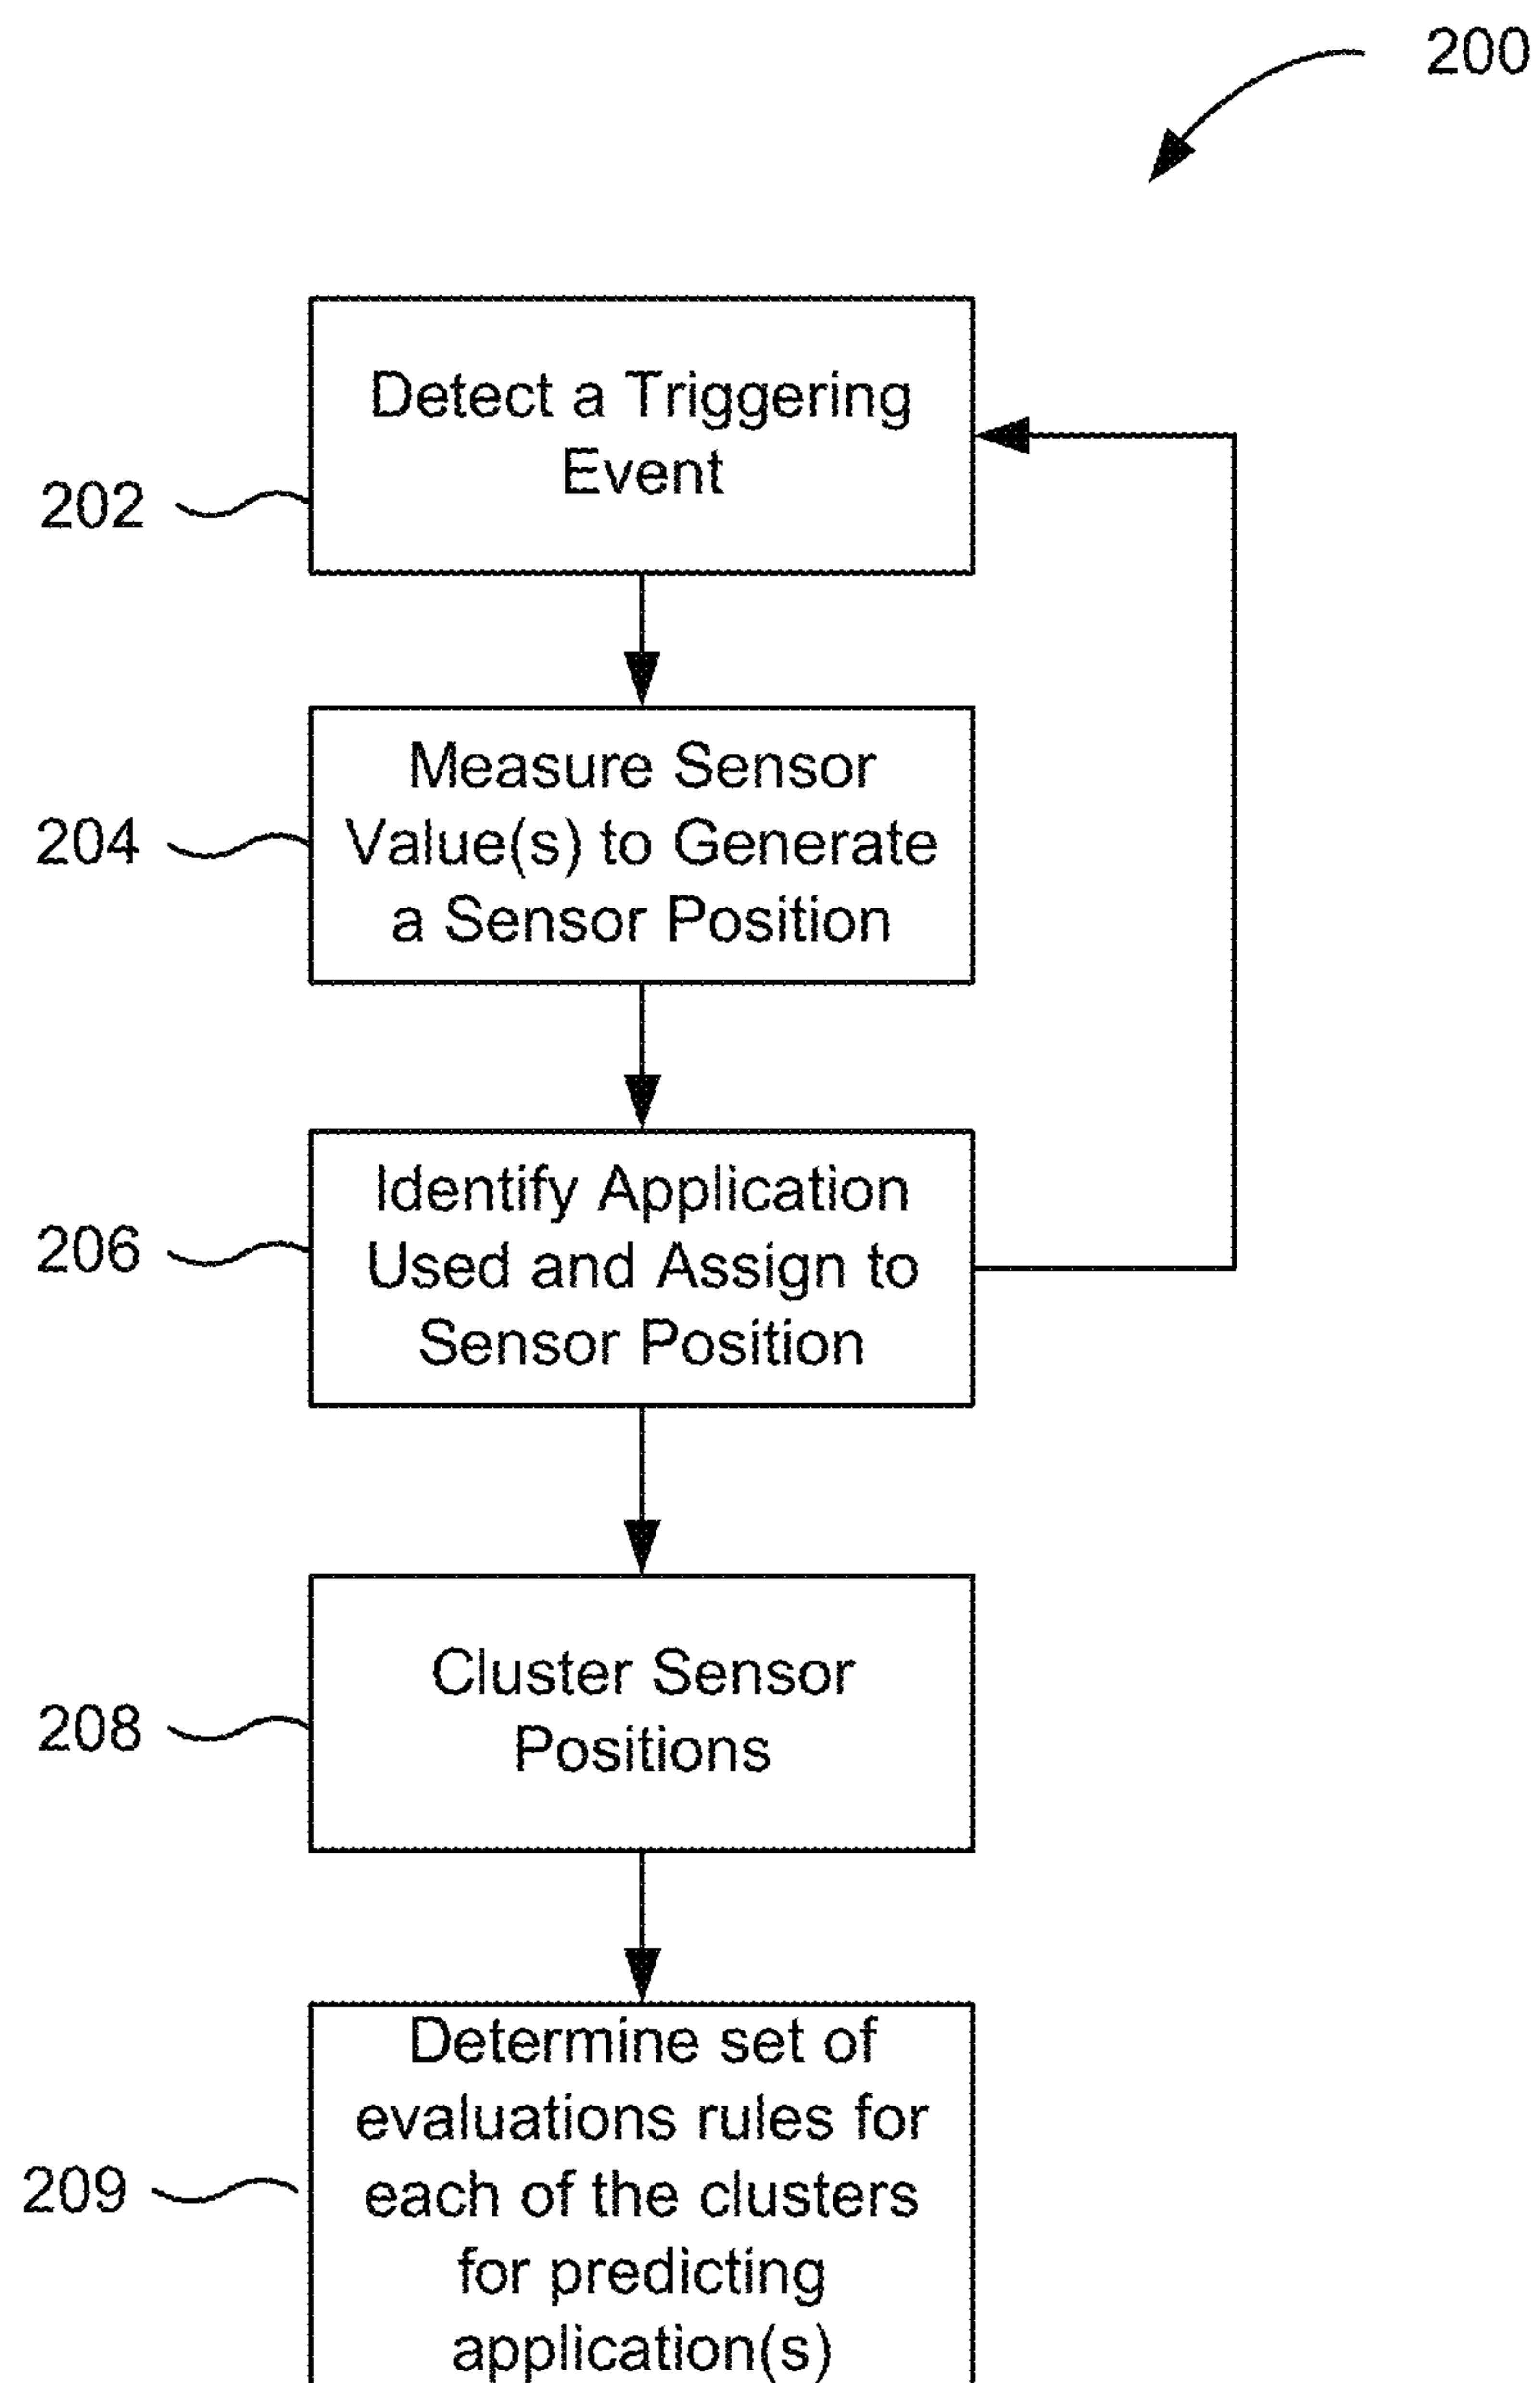 200
Detect a Triggering
Event
202
Measure Sensor
Value(s) to Generate
a Sensor Position
204
Identify Application
Used and Assign to
Sensor Position
206
Cluster Sensor
Positions
208
Determine set of
evaluations rules for
each of the clusters
for predicting
application(s)
209